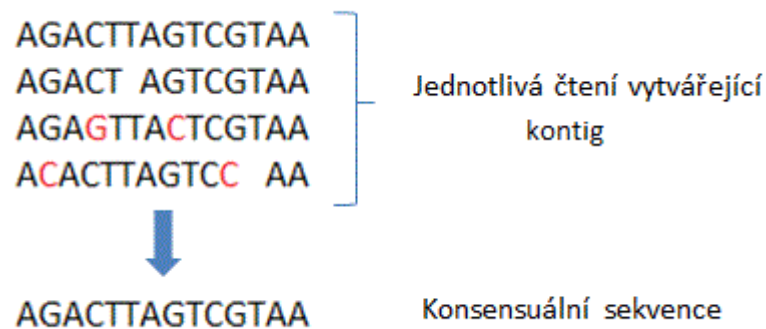 AGACTTAGTCGTAA
AGACT AGTCGTAA
AGAGTTACTCGTAA
ACACTTAGTCC AA
Jednotlivá čtení vytvářející
kontig
AGACTTAGTCGTAA
Konsensuální sekvence